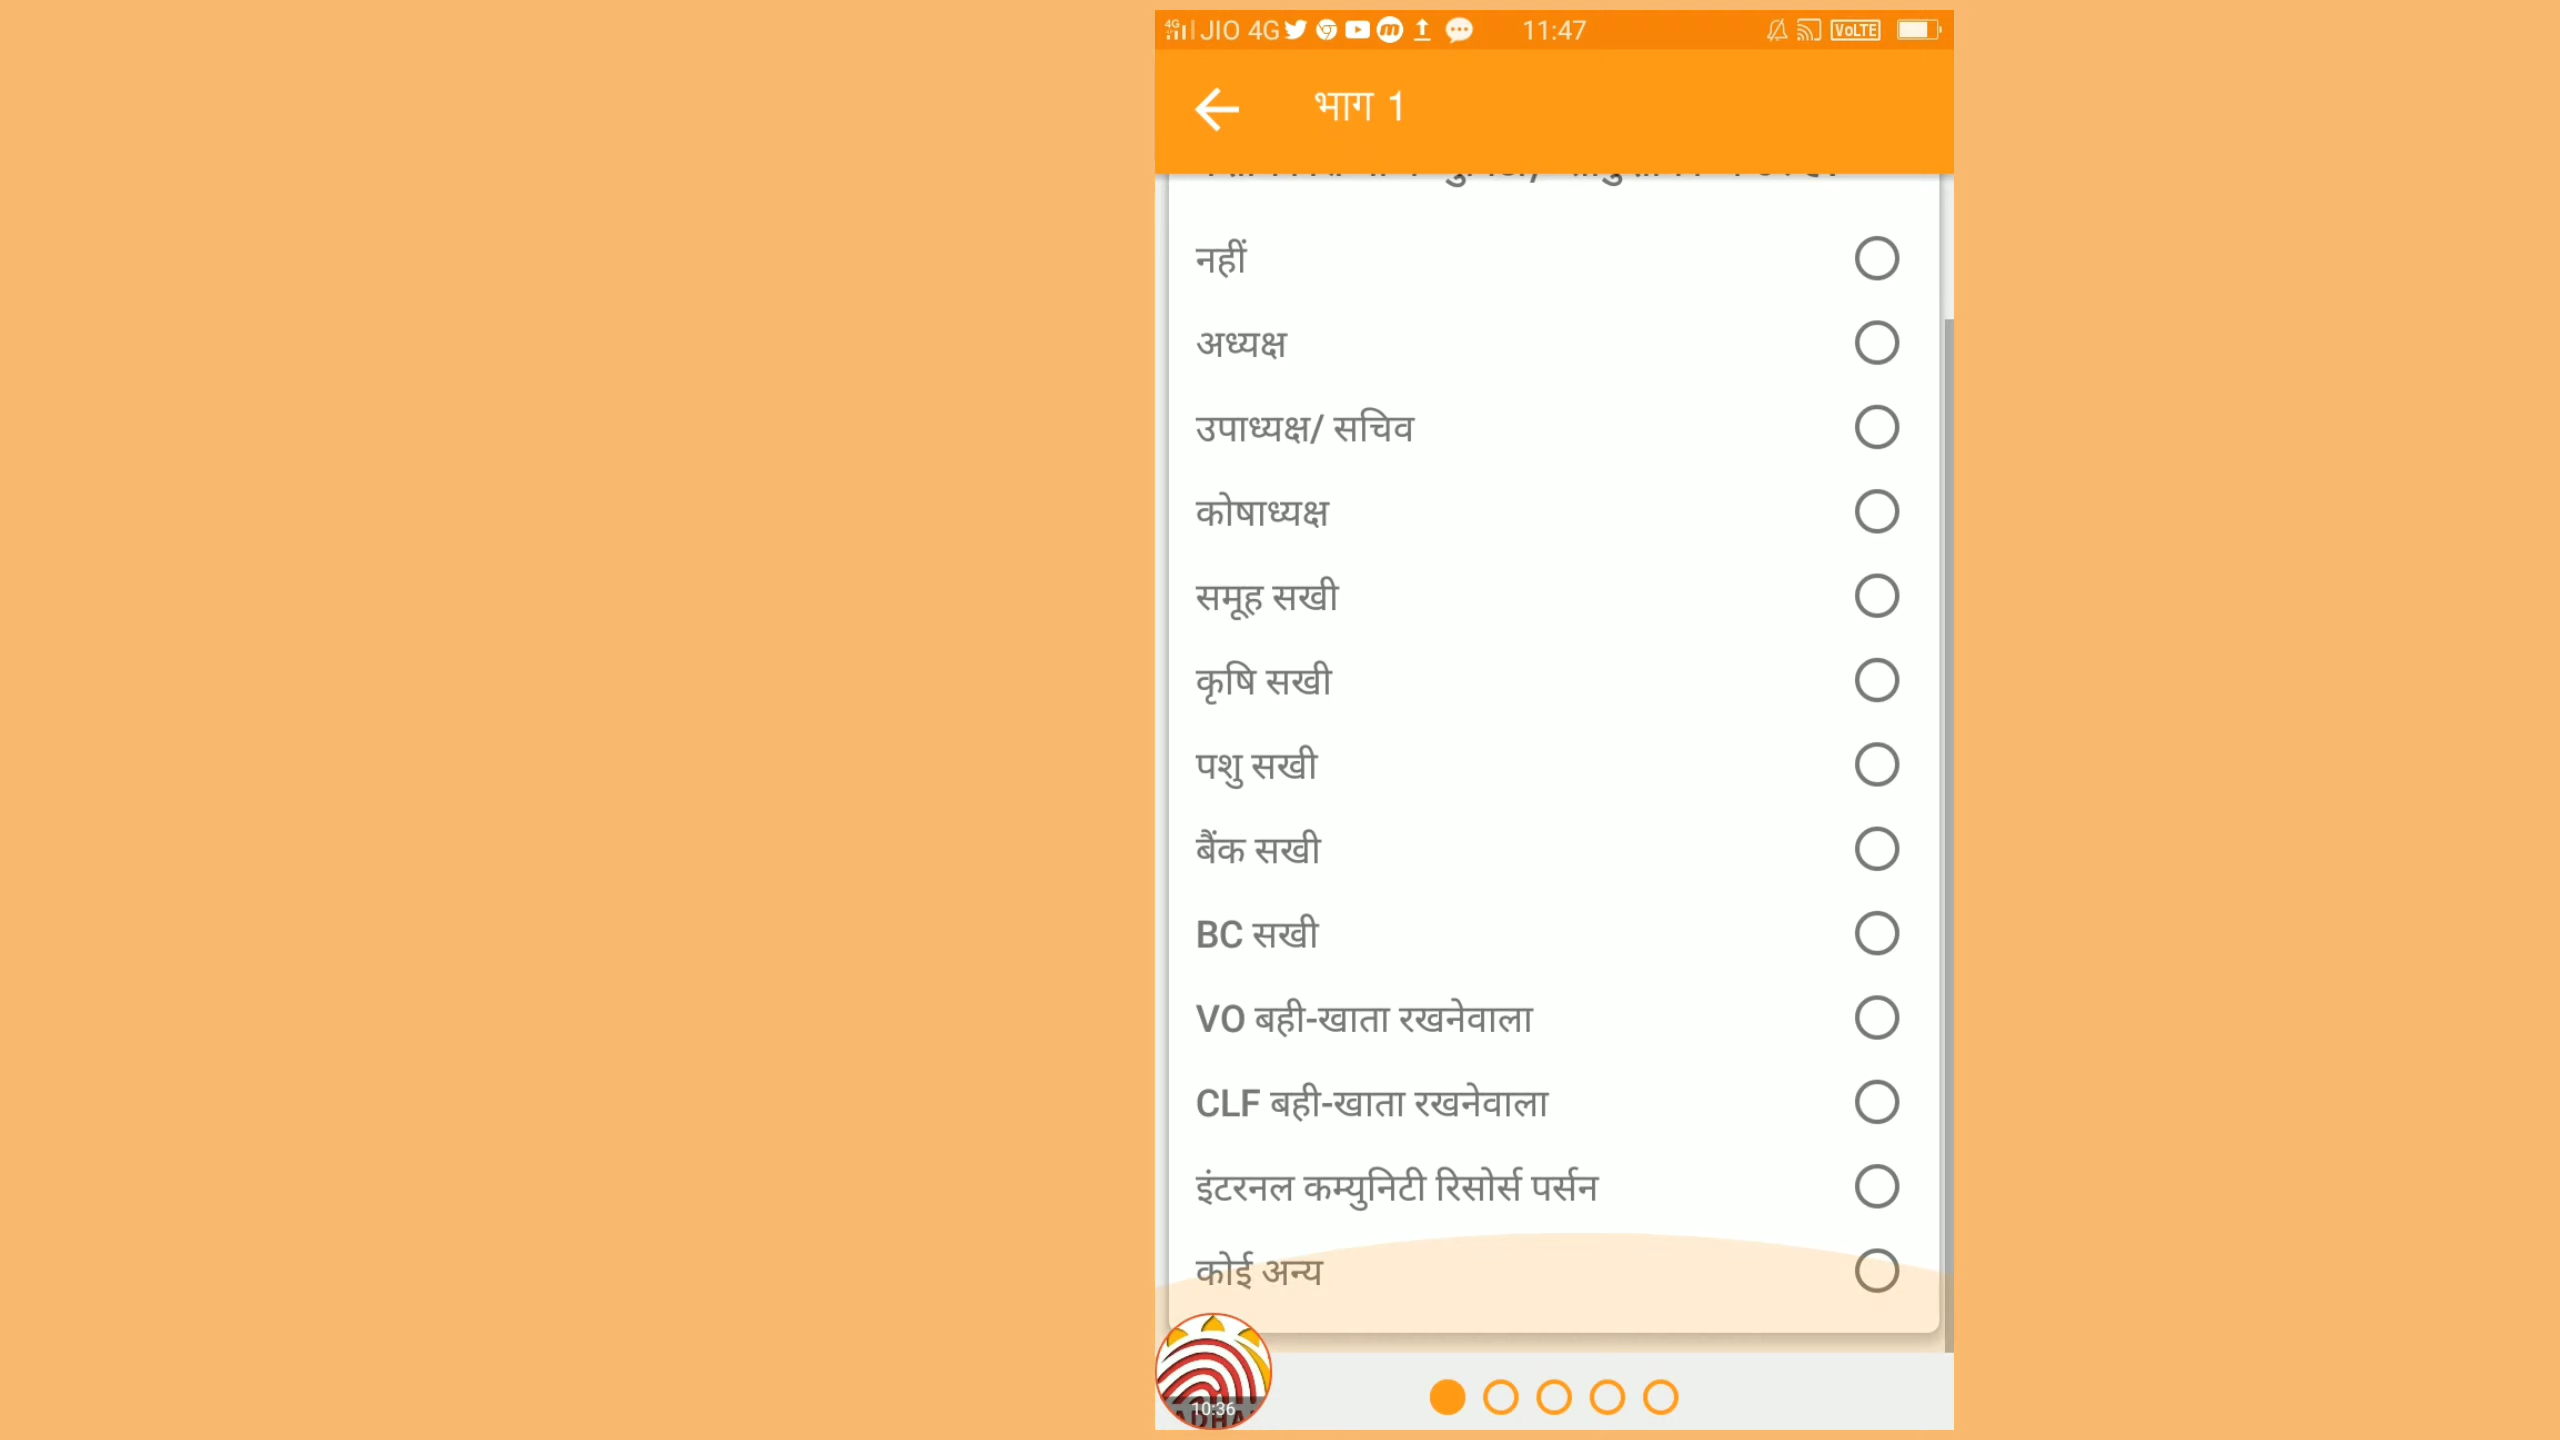 JIO 4G 11:47 VoLTE
भाग 1
नहीं
अध्यक्ष
उपाध्यक्ष/ सचिव
कोषाध्यक्ष
समूह सखी
कृषि सखी
पशु सखी
बैंक सखी
BC सखी
VO बही-खाता रखनेवाला
CLF बही-खाता रखनेवाला
इंटरनल कम्युनिटी रिसोर्स पर्सन
कोई अन्य
10:36